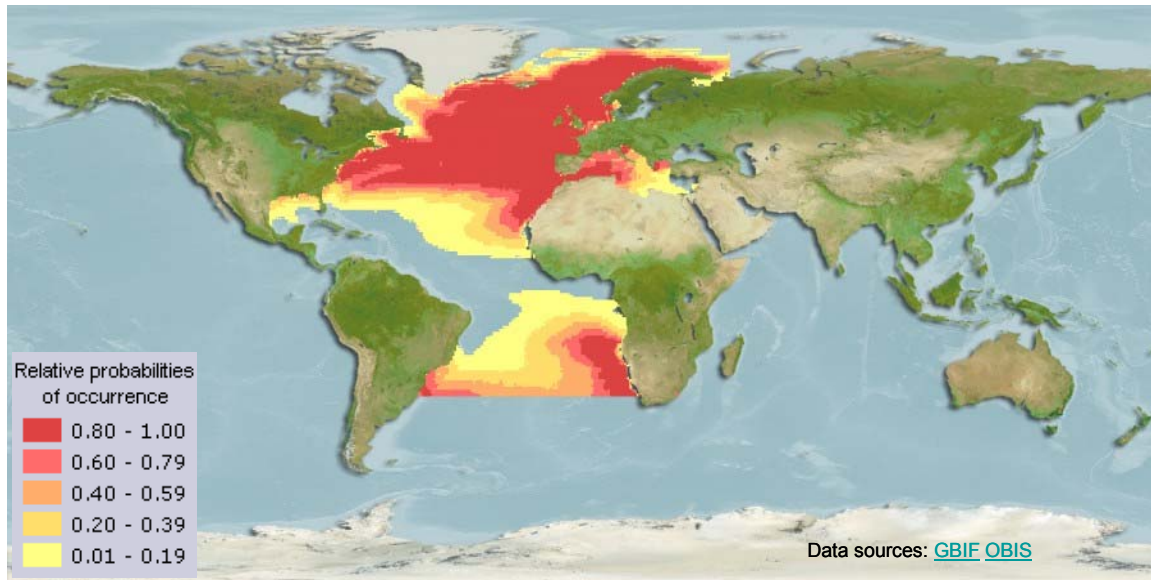 Relative probabilities
of occurrence
0.80 - 1.00
0.60 - 0.79
0.40 - 0.59
0.20 - 0.39
0.01 - 0.19
Data sources: GBIF OBIS